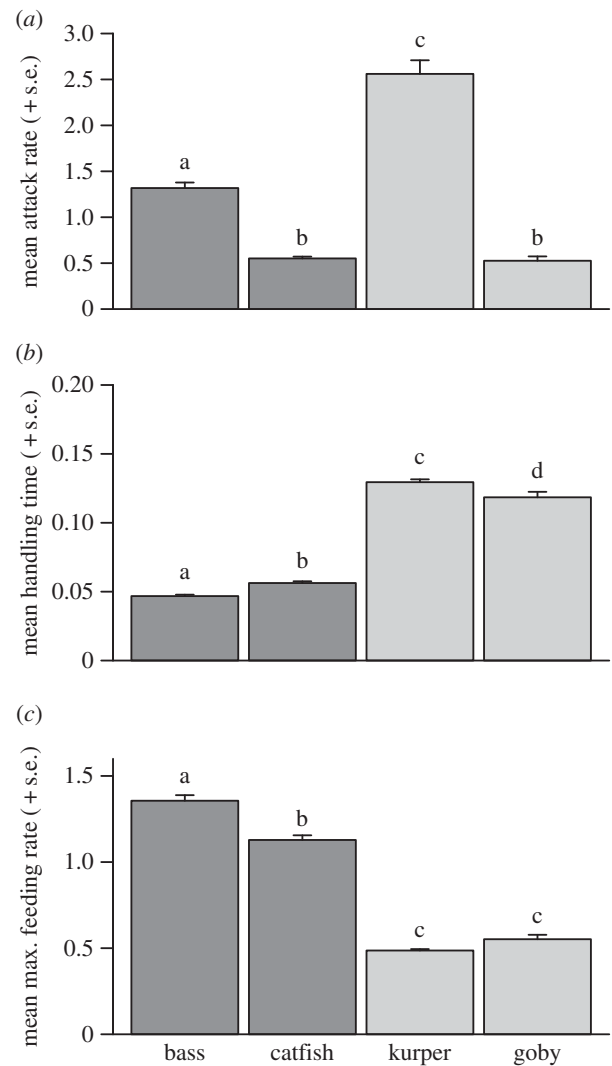 (a)
mean attack rate (+ s.e.)
3.0
2.5
2.0
1.5
1.0
0.5
0
a
b
c
b
(b)
mean handling time (+ s.e.)
0.20
0.15
0.10
0.05
0
a
b
c
d
(c)
mean max. feeding rate (+ s.e.)
1.5
1.0
0.5
0
a
b
c
c
bass catfish kurper goby